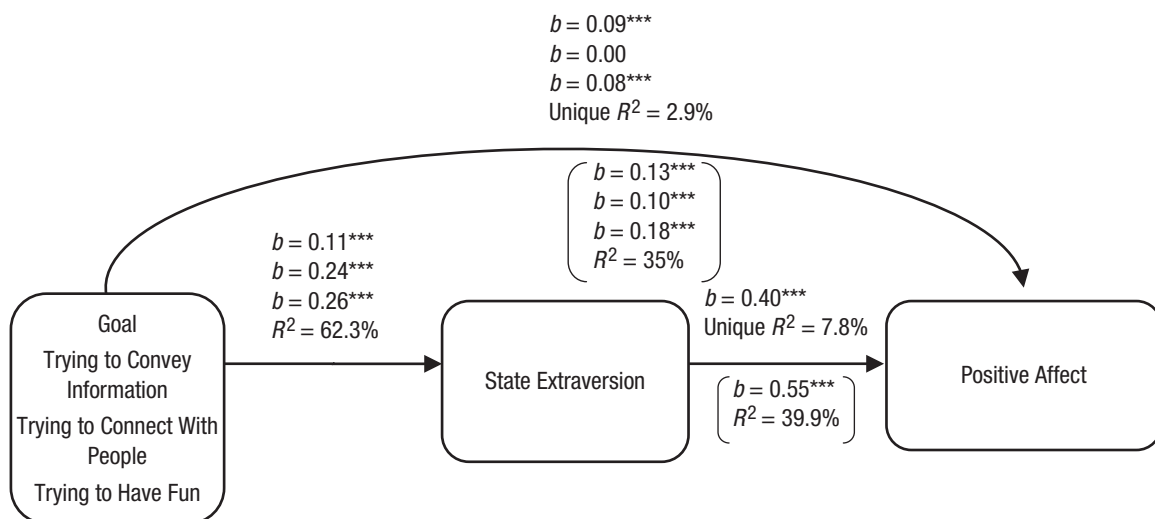 b = 0.09***
b = 0.00
b = 0.08***
Unique R² = 2.9%
b = 0.13***
b = 0.10***
b = 0.18***
R² = 35%
b = 0.11***
b = 0.24***
b = 0.26***
R² = 62.3%
Goal
Trying to Convey
Information
Trying to Connect With
People
Trying to Have Fun
State Extraversion
b = 0.40***
Unique R² = 7.8%
b = 0.55***
R² = 39.9%
Positive Affect